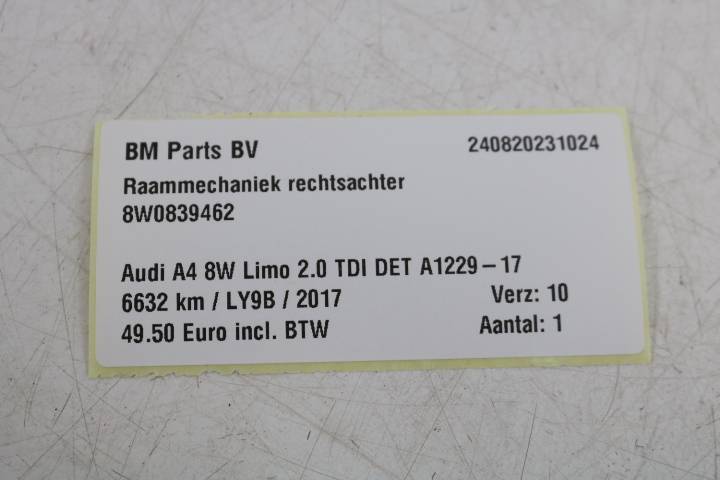 BM Parts BV 240820231024
Raammechaniek rechtsachter
8W0839462
Audi A4 8W Limo 2.0 TDI DET A1229-17
6632 km / LY9B / 2017 Verz: 10
49.50 Euro incl. BTW Aantal: 1